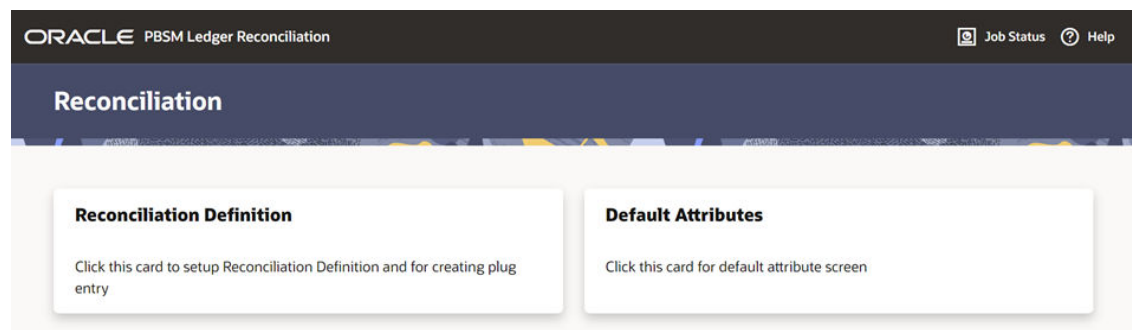 ORACLE PBSM Ledger Reconciliation
Job Status
Help
Reconciliation
Reconciliation Definition
Click this card to setup Reconciliation Definition and for creating plug
entry
Default Attributes
Click this card for default attribute screen